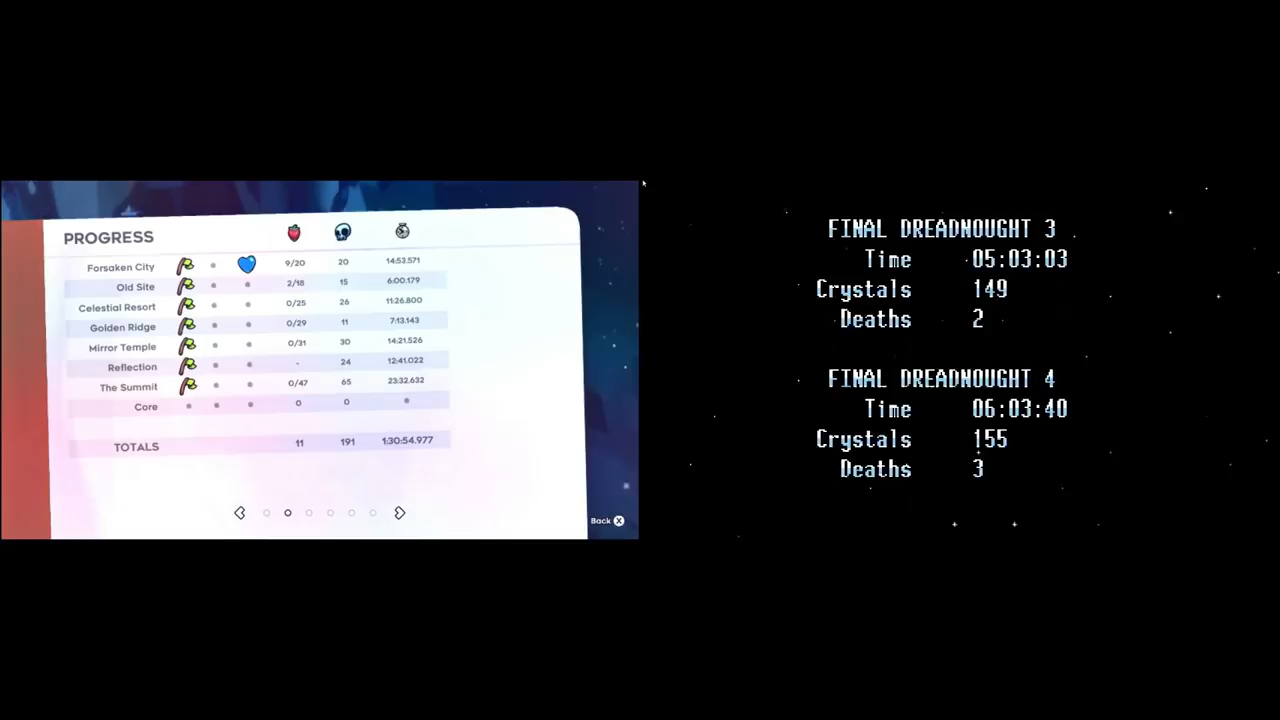 PROGRESS
Forsaken City 9/20 20 14:53.571
Old Site 2/18 15 6:00.179
Celestial Resort 0/25 26 11:26.800
Golden Ridge 0/29 11 7:13.143
Mirror Temple 0/31 30 14:21.526
Reflection - 24 12:41.022
The Summit 0/47 65 23:32.632
Core 0 0
TOTALS 11 191 1:30:54.977
Back X
FINAL DREADNOUGHT 3
Time 05:03:03
Crystals 149
Deaths 2
FINAL DREADNOUGHT 4
Time 06:03:40
Crystals 155
Deaths 3